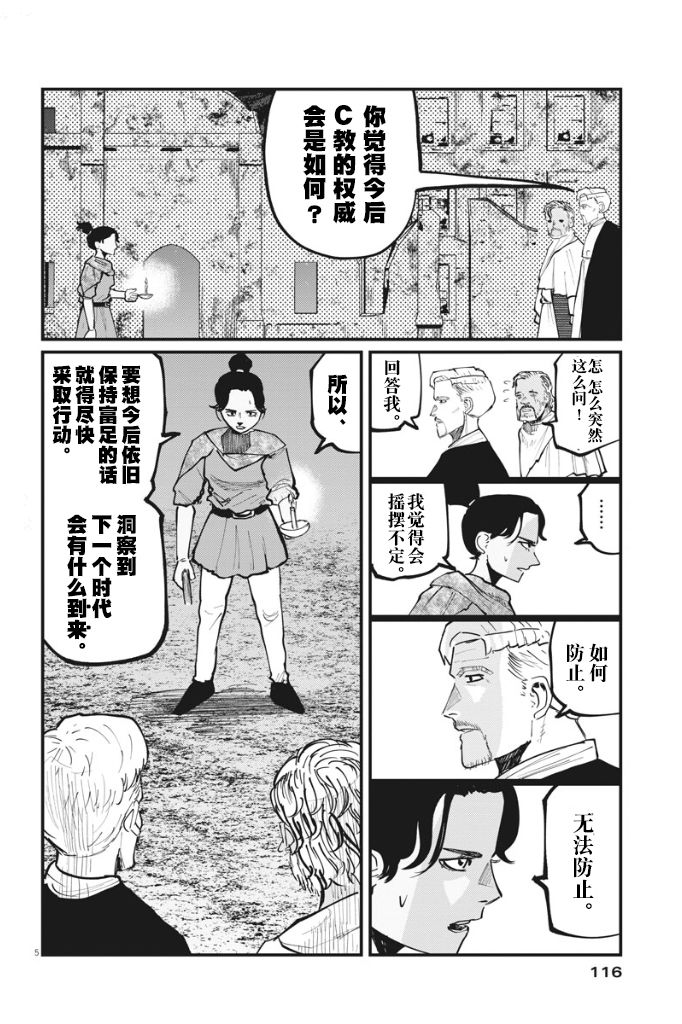 你觉得今后
C教的权威
会是如何？
怎 怎么突然
这么问！
回答我。
……
我觉得会
摇摆不定。
如何
防止。
无法防止。
所以、
要想今后依旧
保持富足的话
就得尽快
采取行动。
洞察到
下一个时代
会有什么到来。
5
116